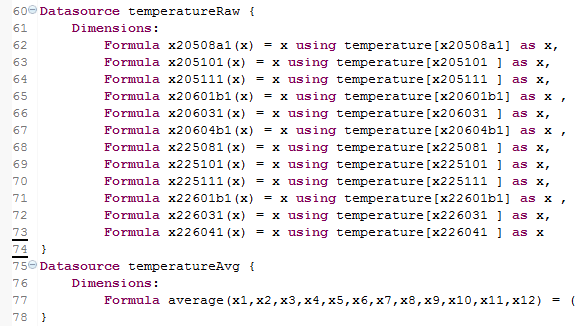 60 Datasource temperatureRaw {
61 Dimensions:
62 Formula x20508a1(x) = x using temperature[x20508a1] as x,
63 Formula x205101(x) = x using temperature[x205101 ] as x,
64 Formula x205111(x) = x using temperature[x205111 ] as x,
65 Formula x20601b1(x) = x using temperature[x20601b1] as x ,
66 Formula x206031(x) = x using temperature[x206031 ] as x,
67 Formula x20604b1(x) = x using temperature[x20604b1] as x ,
68 Formula x225081(x) = x using temperature[x225081 ] as x,
69 Formula x225101(x) = x using temperature[x225101 ] as x,
70 Formula x225111(x) = x using temperature[x225111 ] as x,
71 Formula x22601b1(x) = x using temperature[x22601b1] as x ,
72 Formula x226031(x) = x using temperature[x226031 ] as x,
73 Formula x226041(x) = x using temperature[x226041 ] as x
74 }
75 Datasource temperatureAvg {
76 Dimensions:
77 Formula average(x1,x2,x3,x4,x5,x6,x7,x8,x9,x10,x11,x12) = (
78 }